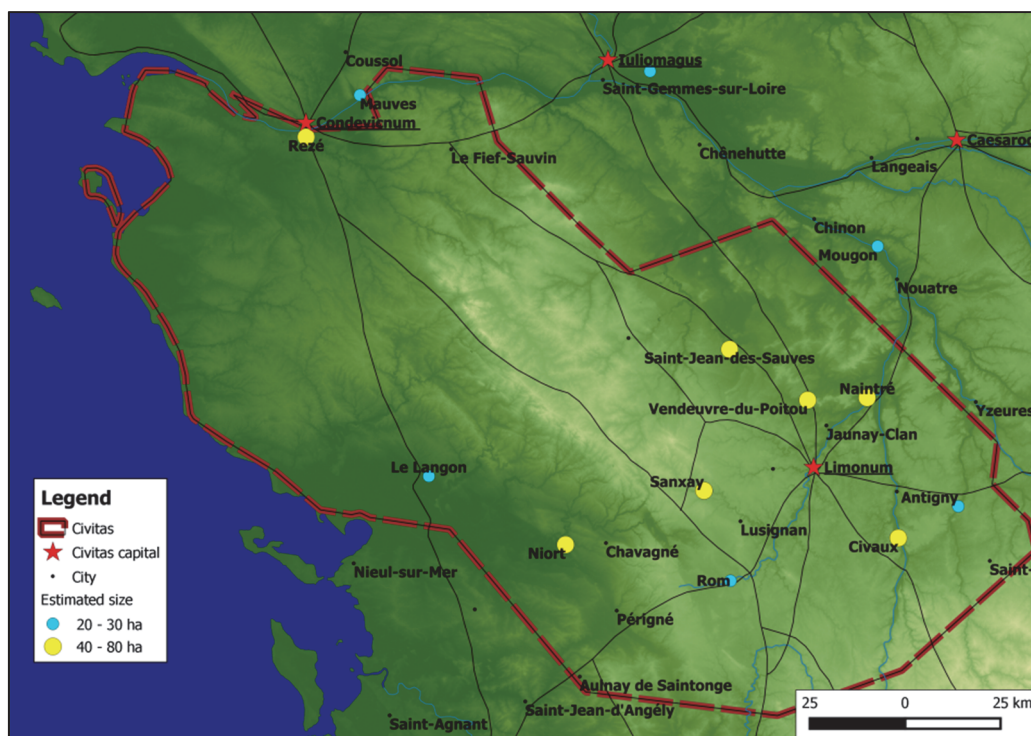 Coussol
Iuliomagus
Saint-Gemmes-sur-Loire
Mauves
Condevicnum
Rezé
Le Fief-Sauvin
Chênehutte
Caesaroc
Langeais
Chinon
Mougon
Nouatre
Saint-Jean-des-Sauves
Vendeuvre-du-Poitou
Naintré
Yzeures
Jaunay-Clan
Limonum
Le Langon
Sanxay
Antigny
Lusignan
Niort
Chavagné
Civaux
Nieul-sur-Mer
Rom
Saint-
Périgné
Aulnay de Saintonge
Saint-Jean-d'Angély
Saint-Agnant
Legend
Civitas
Civitas capital
City
Estimated size
20 - 30 ha
40 - 80 ha
25 0 25 km